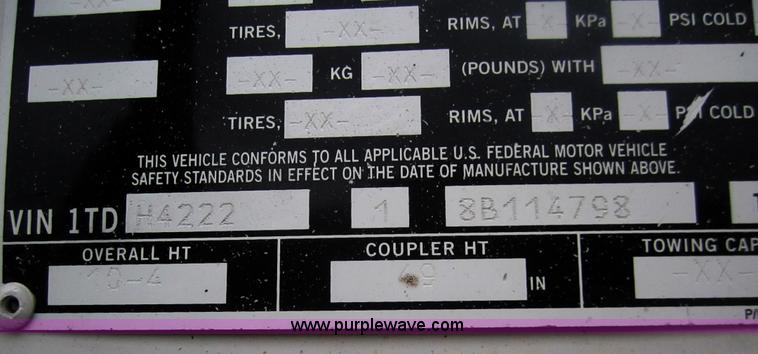 TIRES, -XX- RIMS, AT -X- KPa -X- PSI COLD
-XX- -XX- KG -XX- (POUNDS) WITH -XX-
TIRES, -XX- RIMS, AT -X- KPa -X- PSI COLD
THIS VEHICLE CONFORMS TO ALL APPLICABLE U.S. FEDERAL MOTOR VEHICLE
SAFETY STANDARDS IN EFFECT ON THE DATE OF MANUFACTURE SHOWN ABOVE.
VIN 1TD H4222 1 8B114798
OVERALL HT COUPLER HT TOWING CAP
-XX-
IN
P/
www.purplewave.com